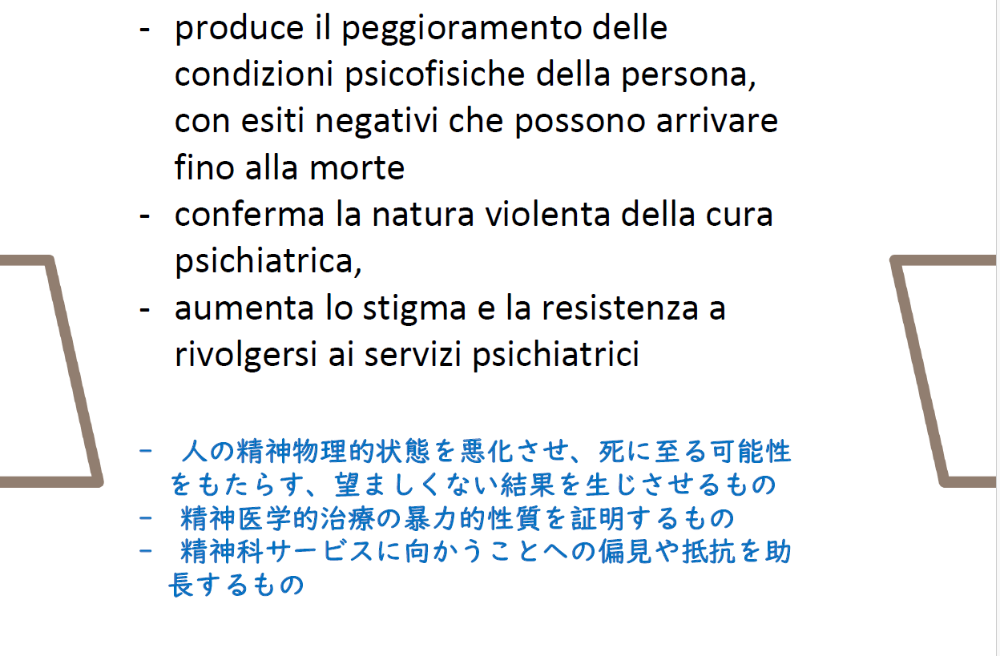 - produce il peggioramento delle
condizioni psicofisiche della persona,
con esiti negativi che possono arrivare
fino alla morte
- conferma la natura violenta della cura
psichiatrica,
- aumenta lo stigma e la resistenza a
rivolgersi ai servizi psichiatrici
- 人の精神物理的状態を悪化させ、死に至る可能性
をもたらす、望ましくない結果を生じさせるもの
- 精神医学的治療の暴力的性質を証明するもの
- 精神科サービスに向かうことへの偏見や抵抗を助
長するもの